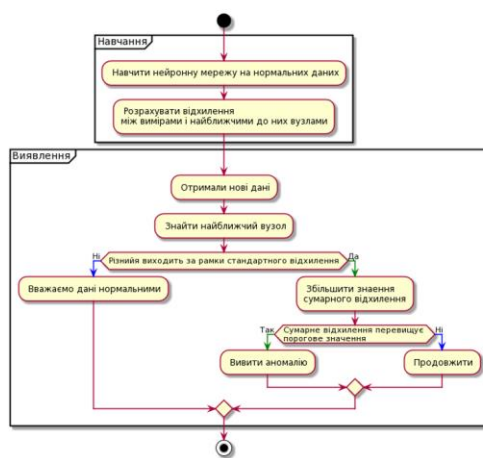 Навчання
Навчити нейронну мережу на нормальних даних
Розрахувати відхилення
між вимірами і найближчими до них вузлами
Виявлення
Отримали нові дані
Знайти найближчий вузол
Ні
Різнийя виходить за рамки стандартного відхилення
Да
Вважаємо дані нормальними
Збільшити знаення
сумарного відхилення
Так
Сумарне відхилення перевищує
порогове значення
Ні
Вивити аномалію
Продовжити